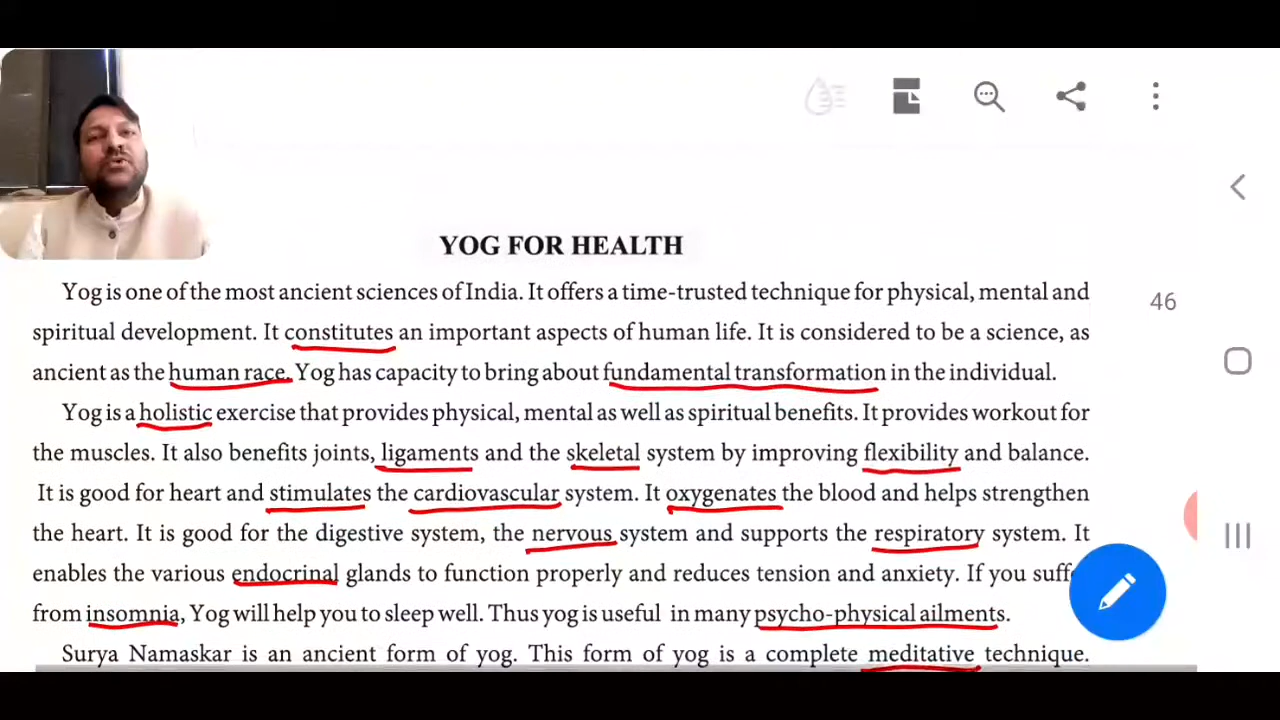 YOG FOR HEALTH
Yog is one of the most ancient sciences of India. It offers a time-trusted technique for physical, mental and
46
spiritual development. It constitutes an important aspects of human life. It is considered to be a science, as
ancient as the human race. Yog has capacity to bring about fundamental transformation in the individual.
Yog is a holistic exercise that provides physical, mental as well as spiritual benefits. It provides workout for
the muscles. It also benefits joints, ligaments and the skeletal system by improving flexibility and balance.
It is good for heart and stimulates the cardiovascular system. It oxygenates the blood and helps strengthen
the heart. It is good for the digestive system, the nervous system and supports the respiratory system. It
enables the various endocrinal glands to function properly and reduces tension and anxiety. If you suff
from insomnia, Yog will help you to sleep well. Thus yog is useful in many psycho-physical ailments.
Surya Namaskar is an ancient form of yog. This form of yog is a complete meditative technique.